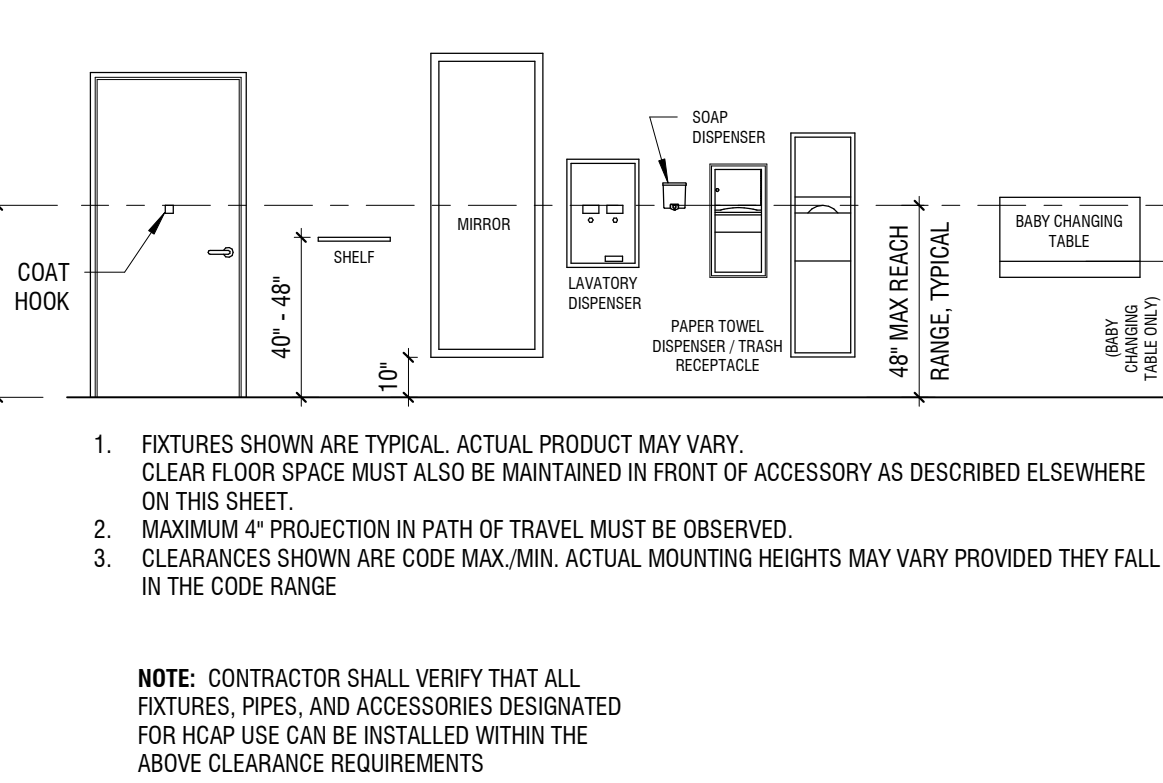 SOAP
DISPENSER
MIRROR
BABY CHANGING
TABLE
SHELF
COAT
HOOK
LAVATORY
DISPENSER
40" - 48"
10"
PAPER TOWEL
DISPENSER / TRASH
RECEPTACLE
48" MAX REACH
RANGE, TYPICAL
(BABY
CHANGING
TABLE ONLY)
1. FIXTURES SHOWN ARE TYPICAL. ACTUAL PRODUCT MAY VARY.
CLEAR FLOOR SPACE MUST ALSO BE MAINTAINED IN FRONT OF ACCESSORY AS DESCRIBED ELSEWHERE
ON THIS SHEET.
2. MAXIMUM 4" PROJECTION IN PATH OF TRAVEL MUST BE OBSERVED.
3. CLEARANCES SHOWN ARE CODE MAX./MIN. ACTUAL MOUNTING HEIGHTS MAY VARY PROVIDED THEY FALL
IN THE CODE RANGE
NOTE: CONTRACTOR SHALL VERIFY THAT ALL
FIXTURES, PIPES, AND ACCESSORIES DESIGNATED
FOR HCAP USE CAN BE INSTALLED WITHIN THE
ABOVE CLEARANCE REQUIREMENTS